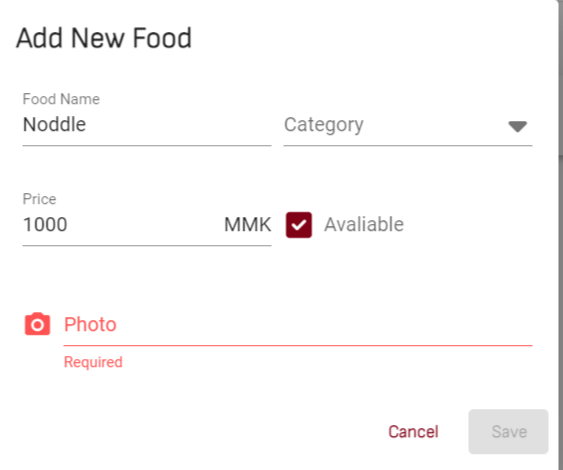 Add New Food
Food Name
Noddle
Category
Price
1000 MMK
Avaliable
Photo
Required
Cancel
Save